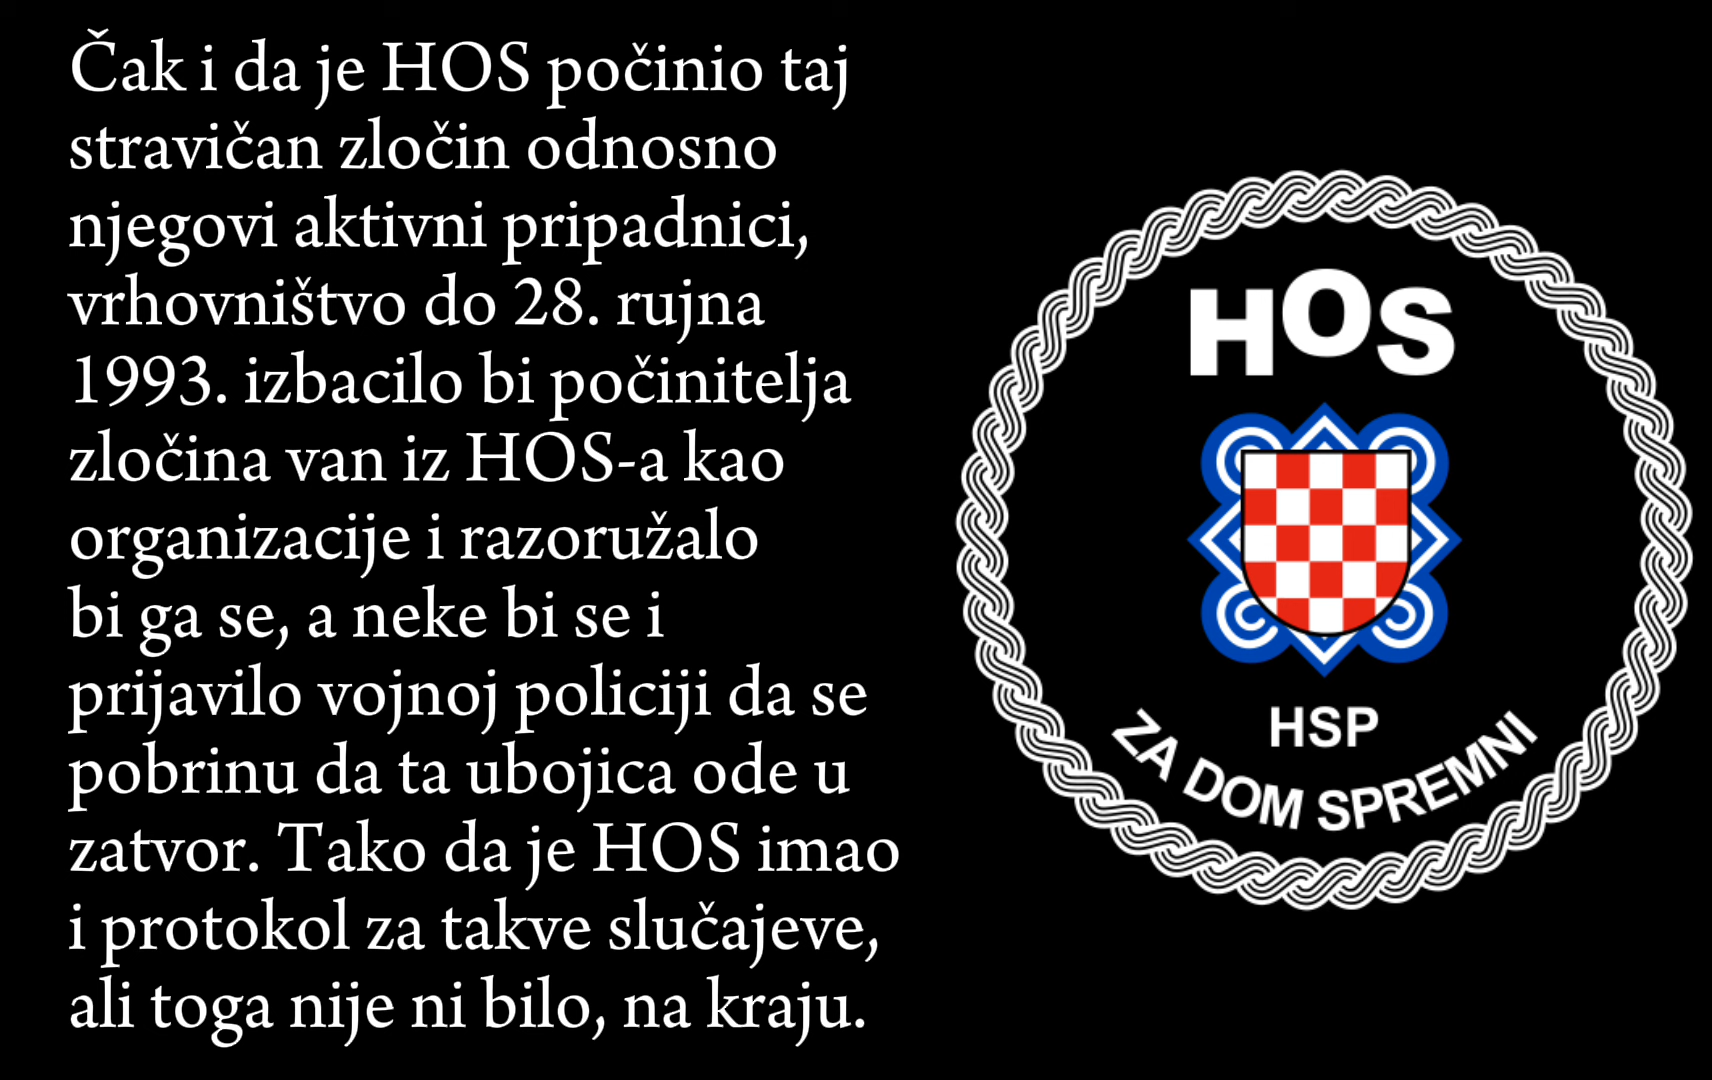 Čak i da je HOS počinio taj
stravičan zločin odnosno
njegovi aktivni pripadnici,
vrhovništvo do 28. rujna
1993. izbacilo bi počinitelja
zločina van iz HOS-a kao
organizacije i razoružalo
bi ga se, a neke bi se i
prijavilo vojnoj policiji da se
pobrinu da ta ubojica ode u
zatvor. Tako da je HOS imao
i protokol za takve slučajeve,
ali toga nije ni bilo, na kraju.
HOS
HSP
ZA DOM SPREMNI